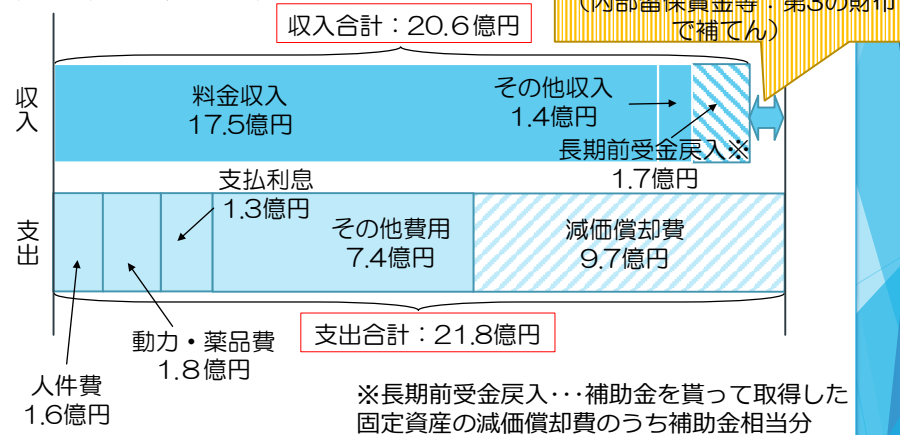 収入合計：20.6億円
（内部留保資金等：第3の財布
で補てん）
収入
料金収入
17.5億円
その他収入
1.4億円
長期前受金戻入※
1.7億円
支払利息
1.3億円
支出
その他費用
7.4億円
減価償却費
9.7億円
支出合計：21.8億円
動力・薬品費
1.8億円
人件費
1.6億円
※長期前受金戻入･･･補助金を貰って取得した
固定資産の減価償却費のうち補助金相当分